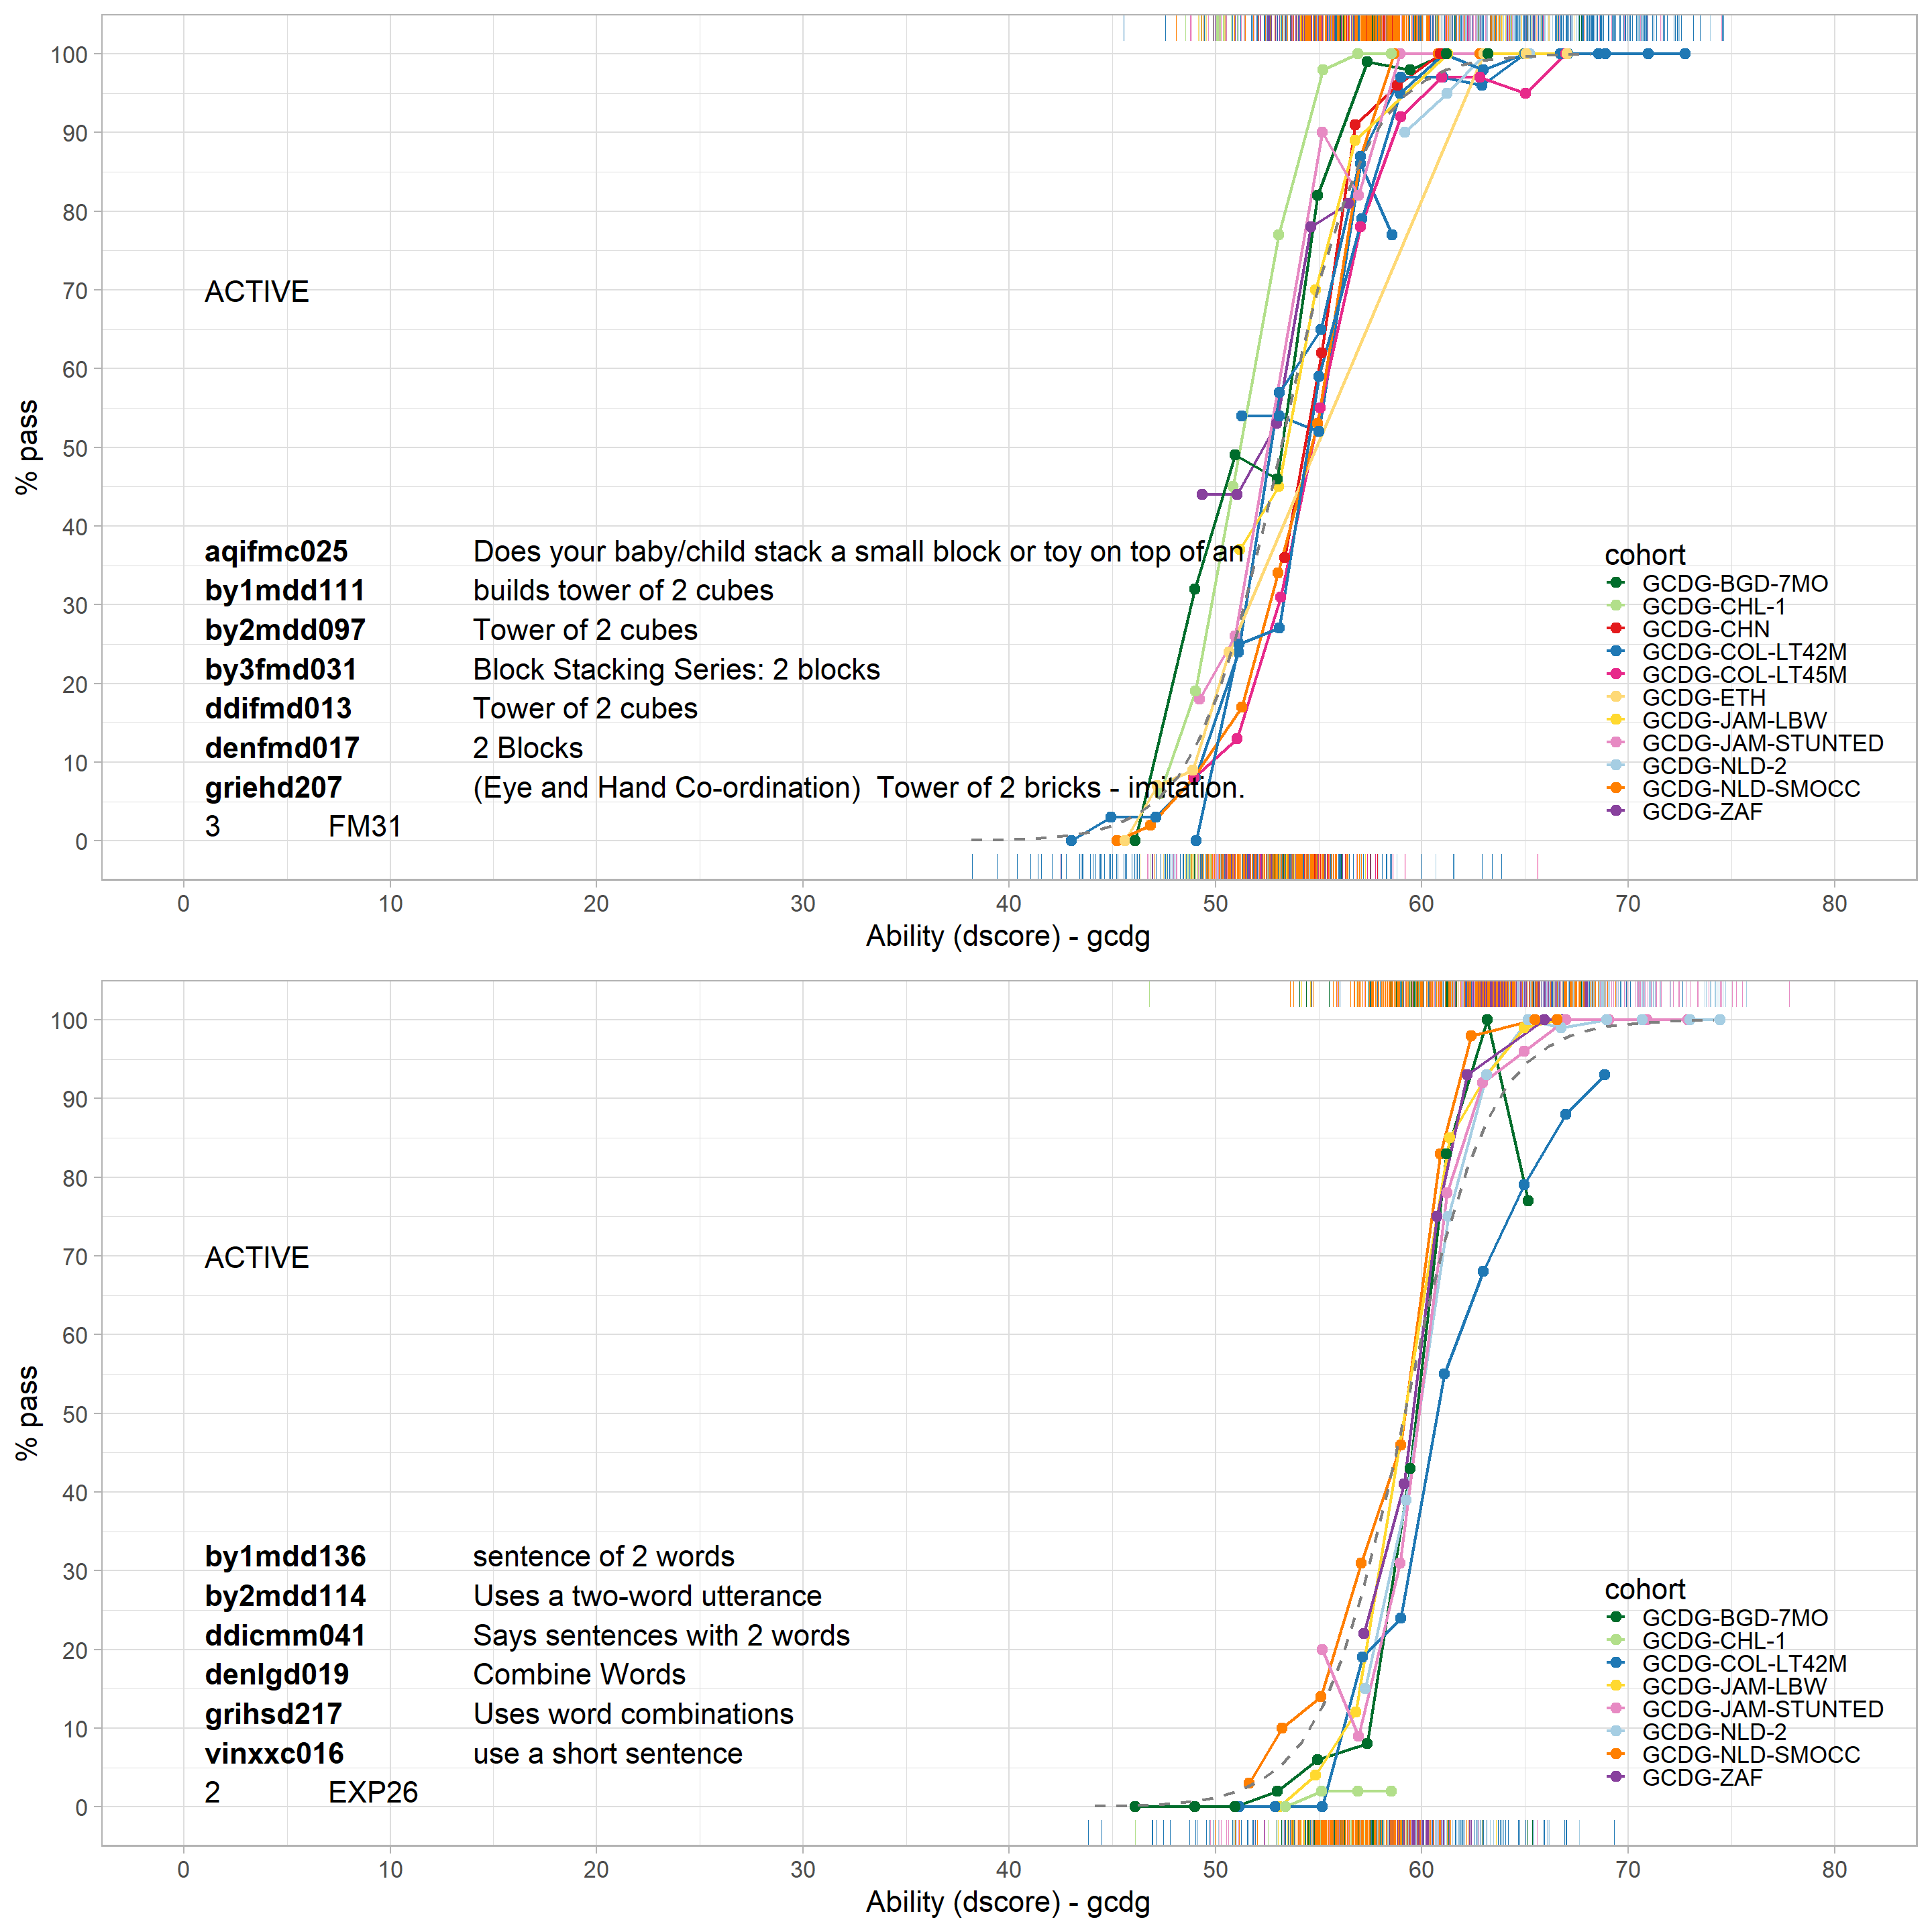 100
90
80
70
60
50
40
30
20
10
0
% pass
ACTIVE
aqifmc025 Does your baby/child stack a small block or toy on top of an
by1mdd111 builds tower of 2 cubes
by2mdd097 Tower of 2 cubes
by3fmd031 Block Stacking Series: 2 blocks
ddifmd013 Tower of 2 cubes
denfmd017 2 Blocks
griehd207 (Eye and Hand Co-ordination) Tower of 2 bricks - imitation.
3 FM31
cohort
GCDG-BGD-7MO
GCDG-CHL-1
GCDG-CHN
GCDG-COL-LT42M
GCDG-COL-LT45M
GCDG-ETH
GCDG-JAM-LBW
GCDG-JAM-STUNTED
GCDG-NLD-2
GCDG-NLD-SMOCC
GCDG-ZAF
0 10 20 30 40 50 60 70 80
Ability (dscore) - gcdg
100
90
80
70
60
50
40
30
20
10
0
% pass
ACTIVE
by1mdd136 sentence of 2 words
by2mdd114 Uses a two-word utterance
ddicmm041 Says sentences with 2 words
denlgd019 Combine Words
grihsd217 Uses word combinations
vinxxc016 use a short sentence
2 EXP26
cohort
GCDG-BGD-7MO
GCDG-CHL-1
GCDG-COL-LT42M
GCDG-JAM-LBW
GCDG-JAM-STUNTED
GCDG-NLD-2
GCDG-NLD-SMOCC
GCDG-ZAF
0 10 20 30 40 50 60 70 80
Ability (dscore) - gcdg